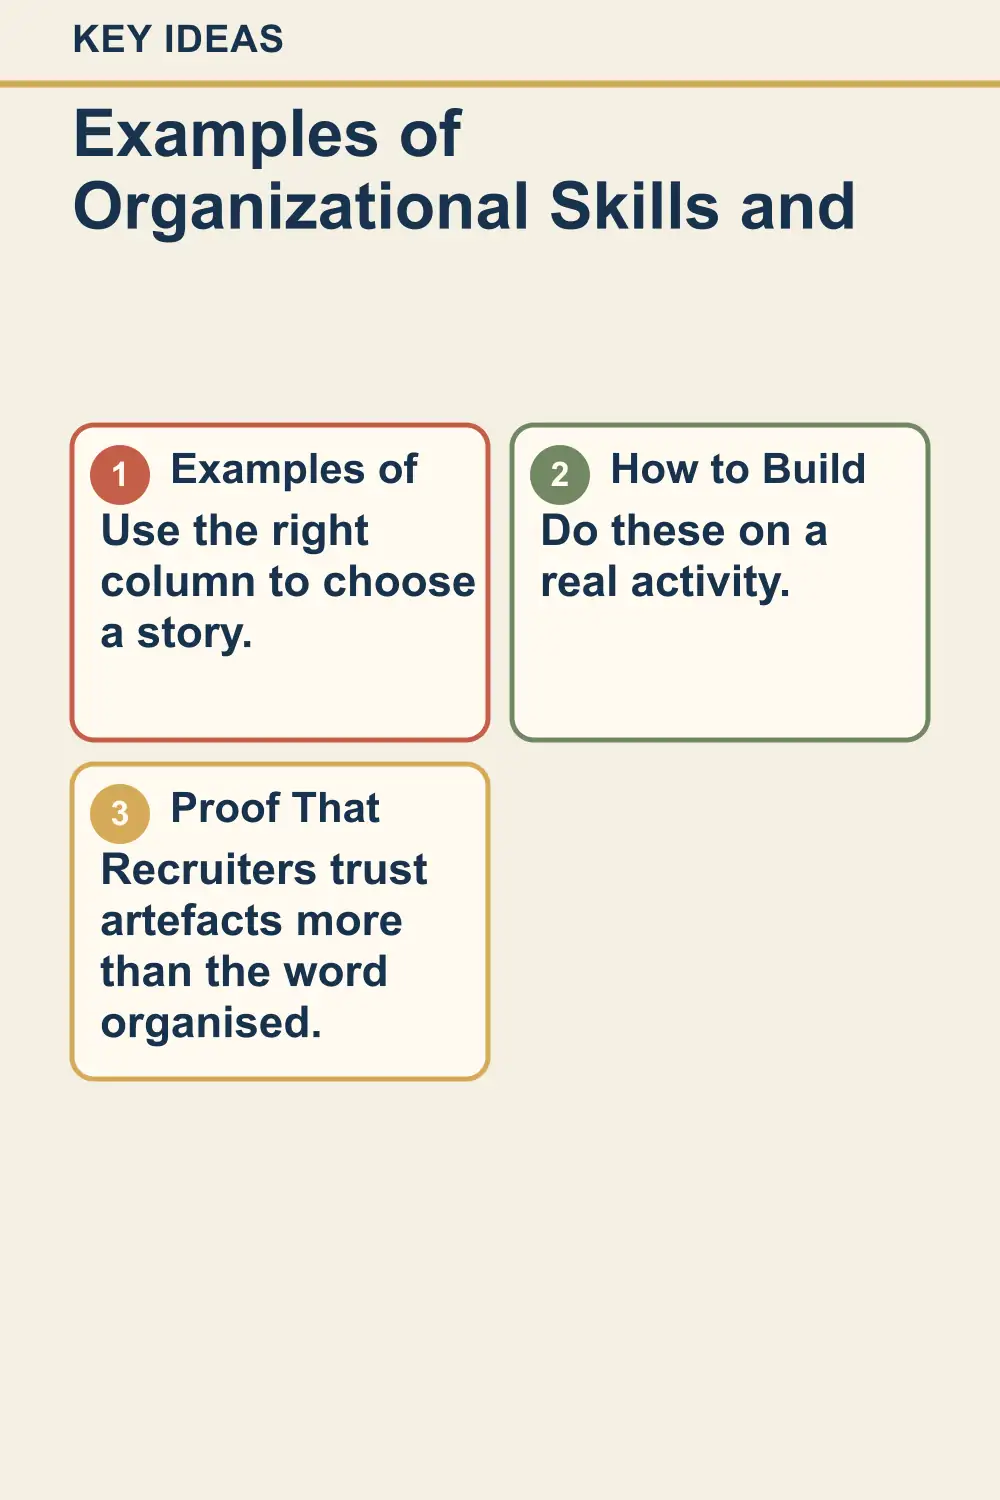 KEY IDEAS
Examples of
Organizational Skills and
1 Examples of
Use the right
column to choose
a story.
2 How to Build
Do these on a
real activity.
3 Proof That
Recruiters trust
artefacts more
than the word
organised.